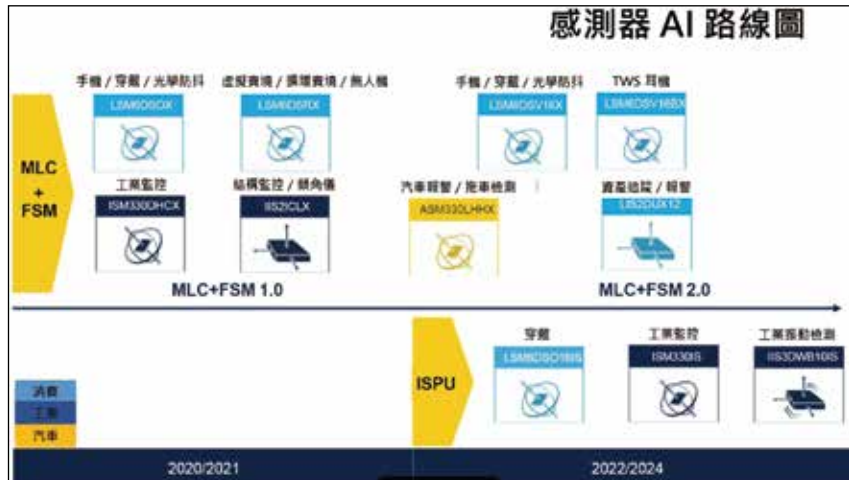 感測器 AI 路線圖
手機 / 穿戴 / 光學防抖
虛擬實境 / 擴增實境 / 無人機
手機 / 穿戴 / 光學防抖
TWS 耳機
LSM6DSOX
LSM6DSRX
LSM6DSV16X
LSM6DSV16BX
MLC
+
FSM
工業監控
結構監控 / 傾角儀
汽車報警 / 拖車檢測
資產追蹤 / 報警
ISM330DHCX
IIS2ICLX
ASM330LHHX
LIS2DUX12
MLC+FSM 1.0
MLC+FSM 2.0
ISPU
穿戴
工業監控
工業振動檢測
LSM6DSO16IS
ISM330IS
IIS3DWB10IS
消費
工業
汽車
2020/2021
2022/2024